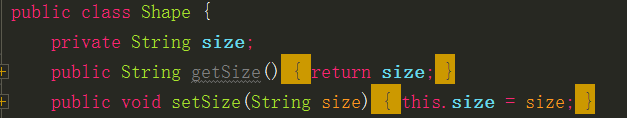 public class Shape {
private String size;
public String getSize() { return size; }
public void setSize(String size) { this.size = size; }